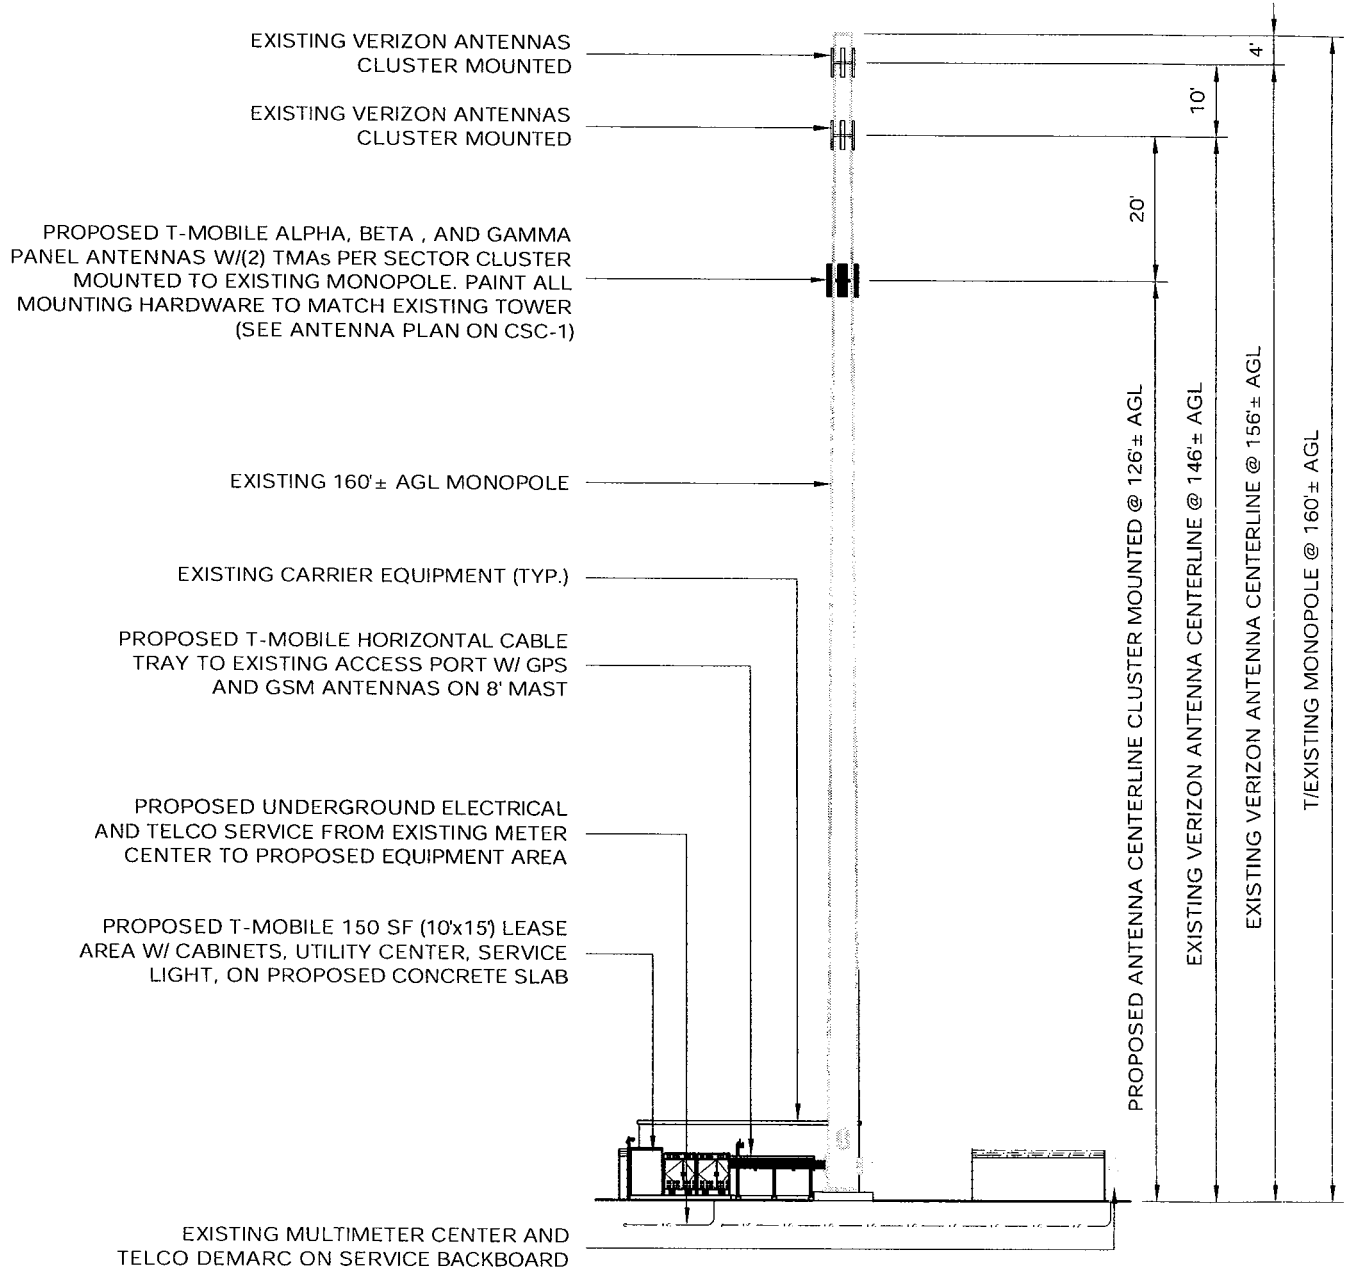 EXISTING VERIZON ANTENNAS
CLUSTER MOUNTED
EXISTING VERIZON ANTENNAS
CLUSTER MOUNTED
PROPOSED T-MOBILE ALPHA, BETA , AND GAMMA
PANEL ANTENNAS W/(2) TMAs PER SECTOR CLUSTER
MOUNTED TO EXISTING MONOPOLE. PAINT ALL
MOUNTING HARDWARE TO MATCH EXISTING TOWER
(SEE ANTENNA PLAN ON CSC-1)
EXISTING 160'± AGL MONOPOLE
EXISTING CARRIER EQUIPMENT (TYP.)
PROPOSED T-MOBILE HORIZONTAL CABLE
TRAY TO EXISTING ACCESS PORT W/ GPS
AND GSM ANTENNAS ON 8' MAST
PROPOSED UNDERGROUND ELECTRICAL
AND TELCO SERVICE FROM EXISTING METER
CENTER TO PROPOSED EQUIPMENT AREA
PROPOSED T-MOBILE 150 SF (10'x15') LEASE
AREA W/ CABINETS, UTILITY CENTER, SERVICE
LIGHT, ON PROPOSED CONCRETE SLAB
EXISTING MULTIMETER CENTER AND
TELCO DEMARC ON SERVICE BACKBOARD
20'
10'
4'
PROPOSED ANTENNA CENTERLINE CLUSTER MOUNTED @ 126'± AGL
EXISTING VERIZON ANTENNA CENTERLINE @ 146'± AGL
EXISTING VERIZON ANTENNA CENTERLINE @ 156'± AGL
T/EXISTING MONOPOLE @ 160'± AGL